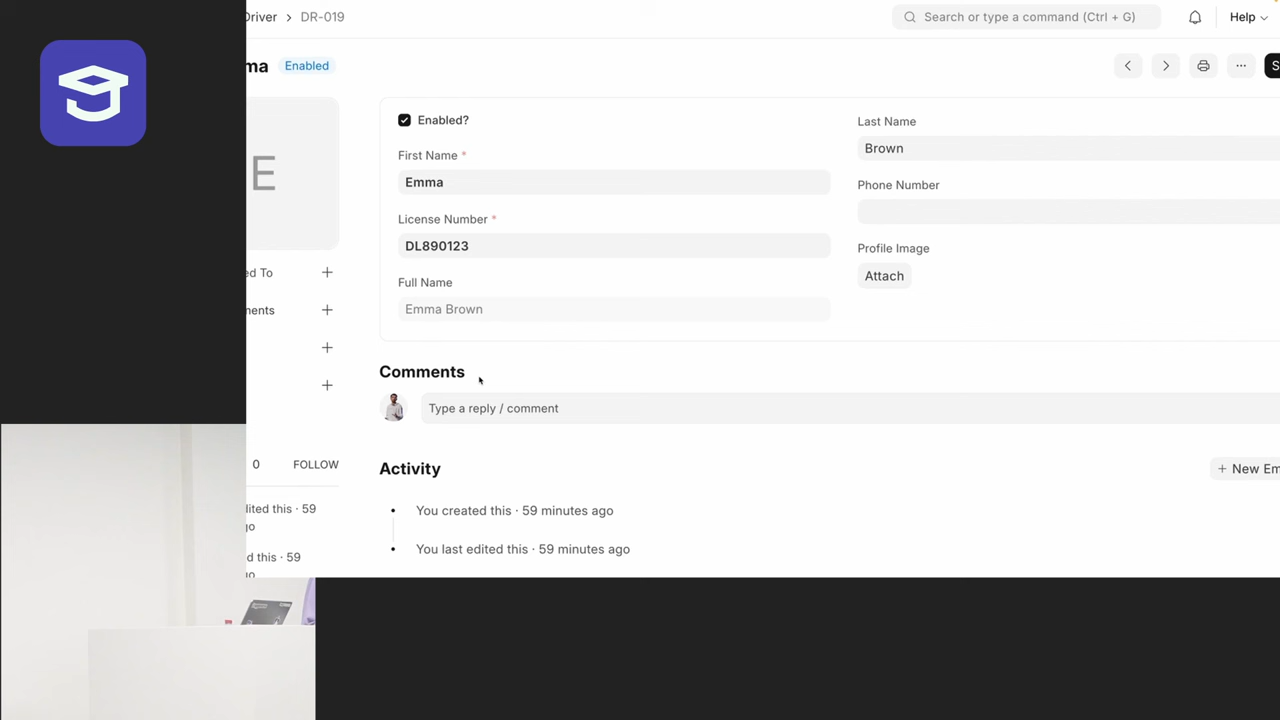 Driver > DR-019
Search or type a command (Ctrl + G)
Help
ma
Enabled
S
E
Enabled?
First Name *
Emma
License Number *
DL890123
Full Name
Emma Brown
Last Name
Brown
Phone Number
Profile Image
Attach
ed To
ments
Comments
Type a reply / comment
0
FOLLOW
lited this · 59
go
d this · 59
go
Activity
+ New Em
You created this · 59 minutes ago
You last edited this · 59 minutes ago